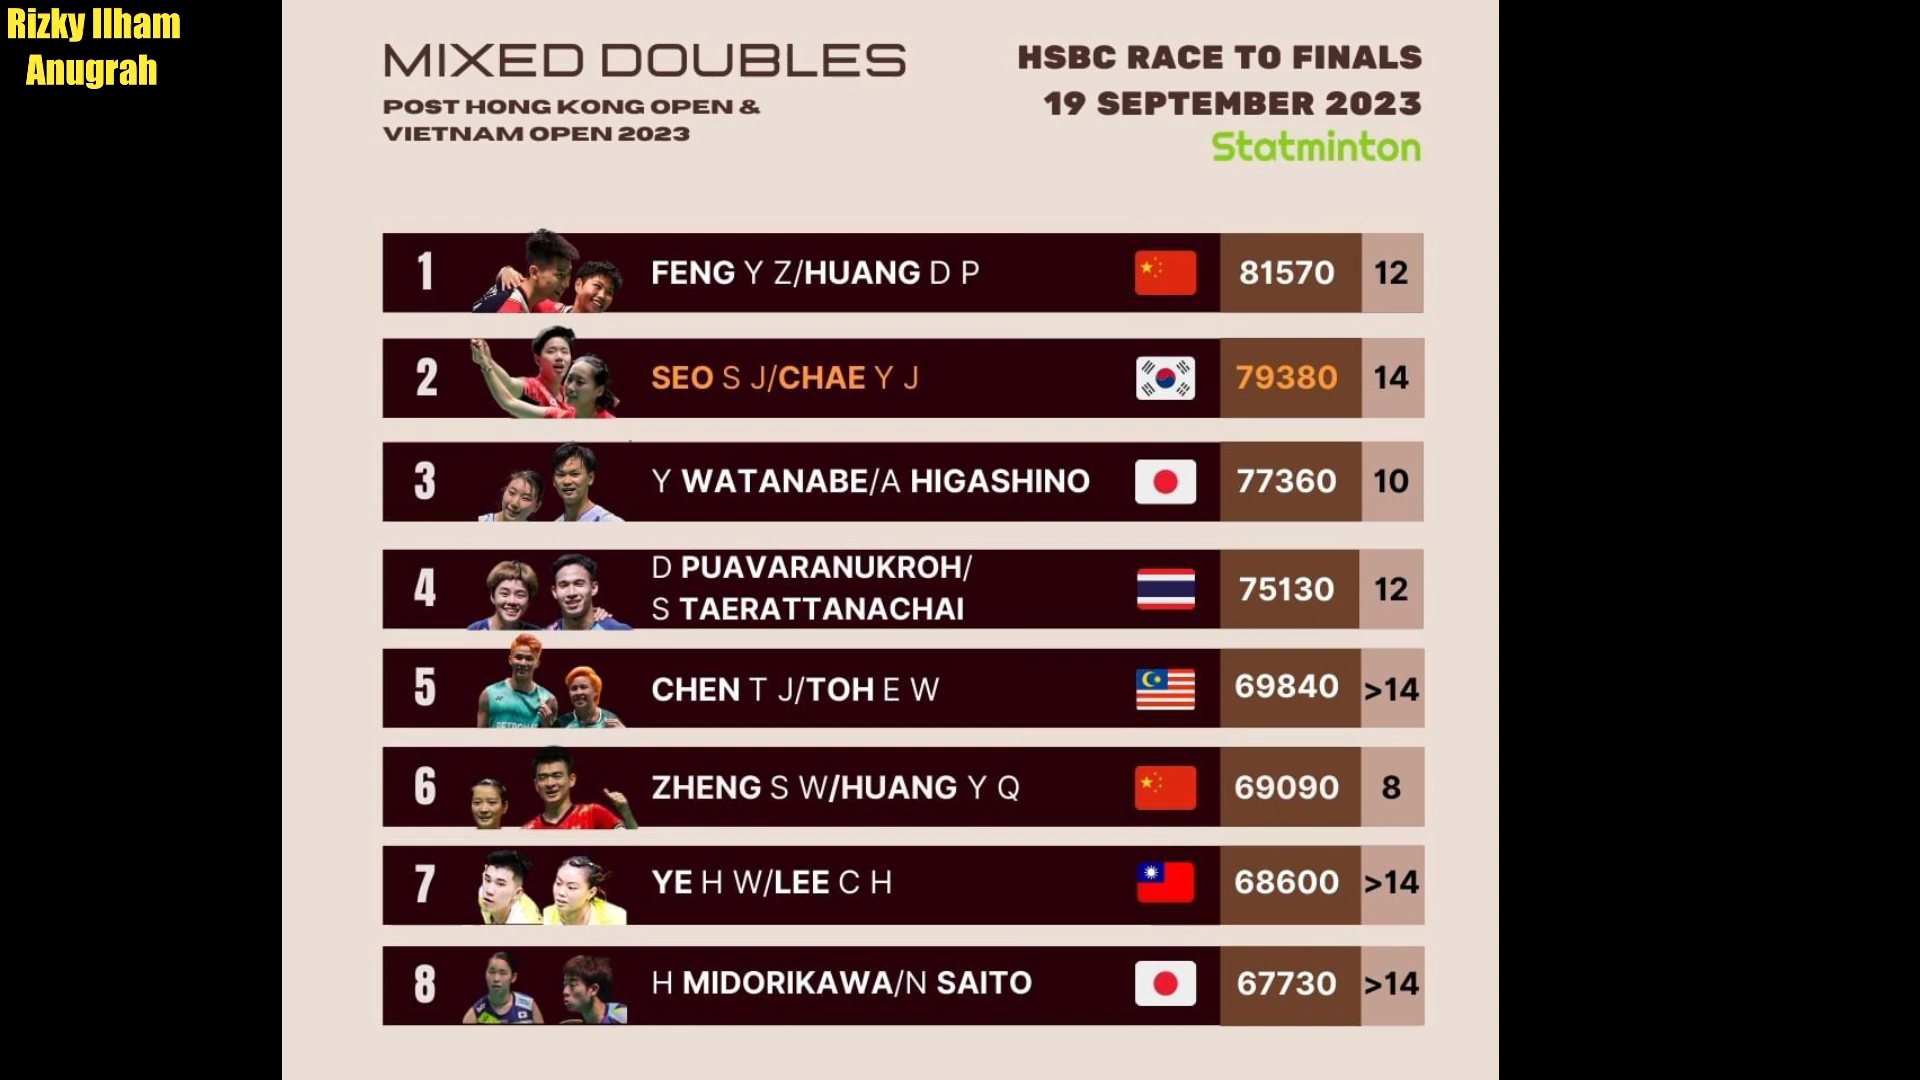 Rizky Ilham
Anugrah
MIXED DOUBLES
POST HONG KONG OPEN &
VIETNAM OPEN 2023
HSBC RACE TO FINALS
19 SEPTEMBER 2023
Statminton
1 FENG Y Z/HUANG D P 81570 12
2 SEO S J/CHAE Y J 79380 14
3 Y WATANABE/A HIGASHINO 77360 10
4 D PUAVARANUKROH/
S TAERATTANACHAI 75130 12
5 CHEN T J/TOH E W 69840 >14
6 ZHENG S W/HUANG Y Q 69090 8
7 YE H W/LEE C H 68600 >14
8 H MIDORIKAWA/N SAITO 67730 >14